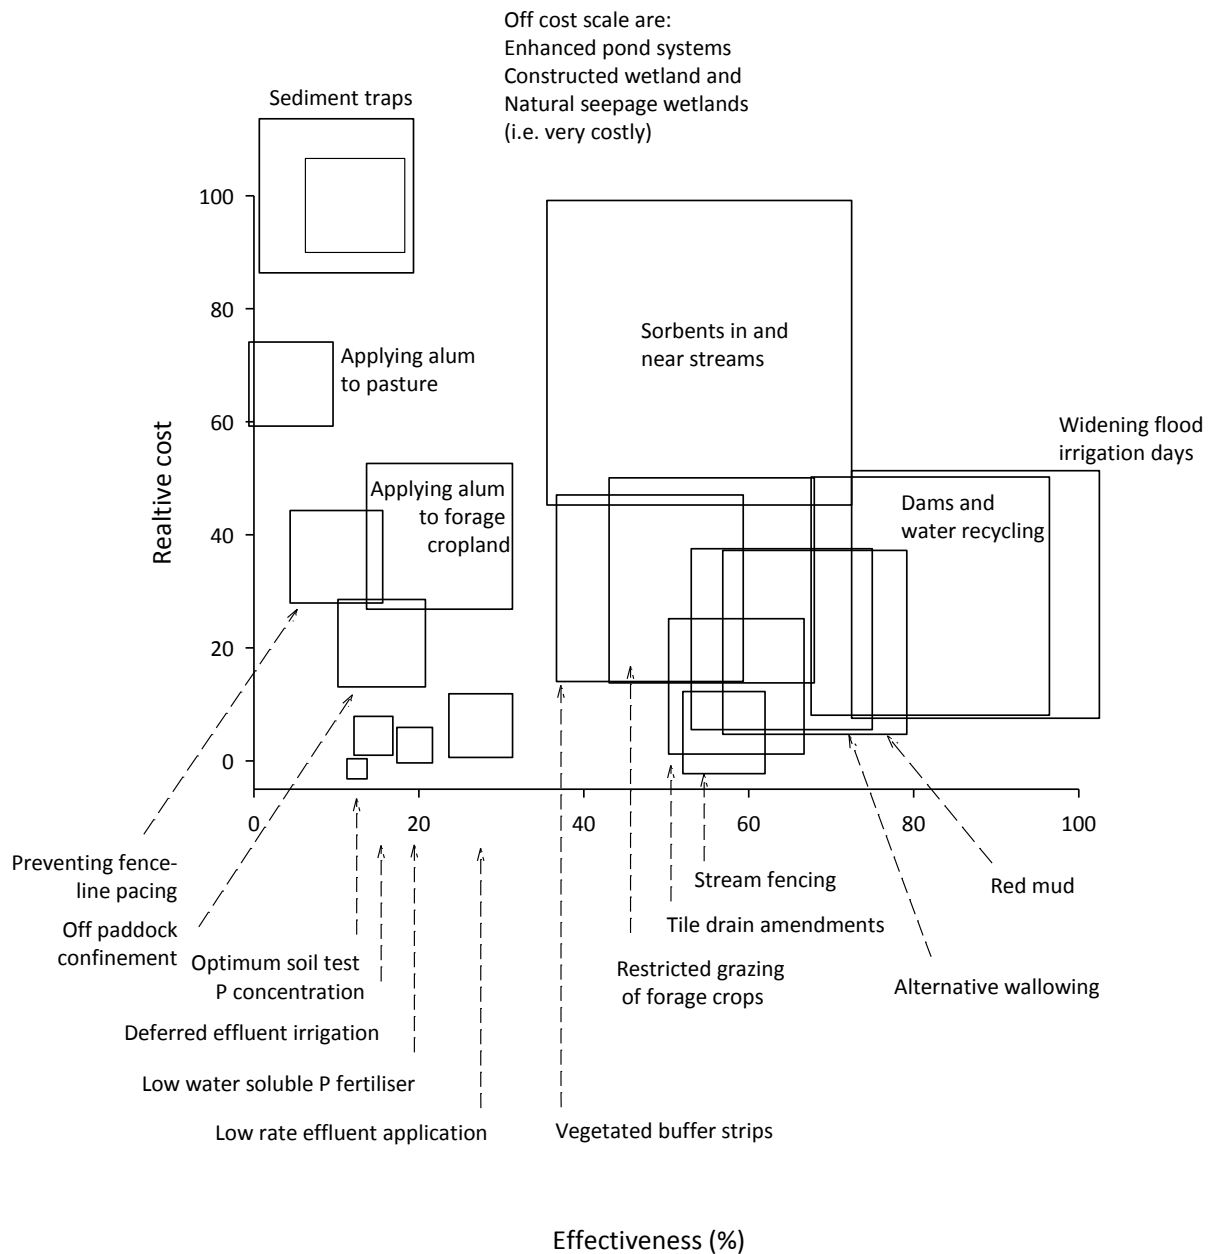 Off cost scale are:
Enhanced pond systems
Constructed wetland and
Natural seepage wetlands
(i.e. very costly)
Sediment traps
100
80
60
40
20
0
Realtive cost
Applying alum
to pasture
Sorbents in and
near streams
Widening flood
irrigation days
Applying alum
to forage
cropland
Dams and
water recycling
0
20
40
60
80
100
Preventing fence-
line pacing
Off paddock
confinement
Optimum soil test
P concentration
Deferred effluent irrigation
Low water soluble P fertiliser
Low rate effluent application
Vegetated buffer strips
Restricted grazing
of forage crops
Tile drain amendments
Stream fencing
Alternative wallowing
Red mud
Effectiveness (%)